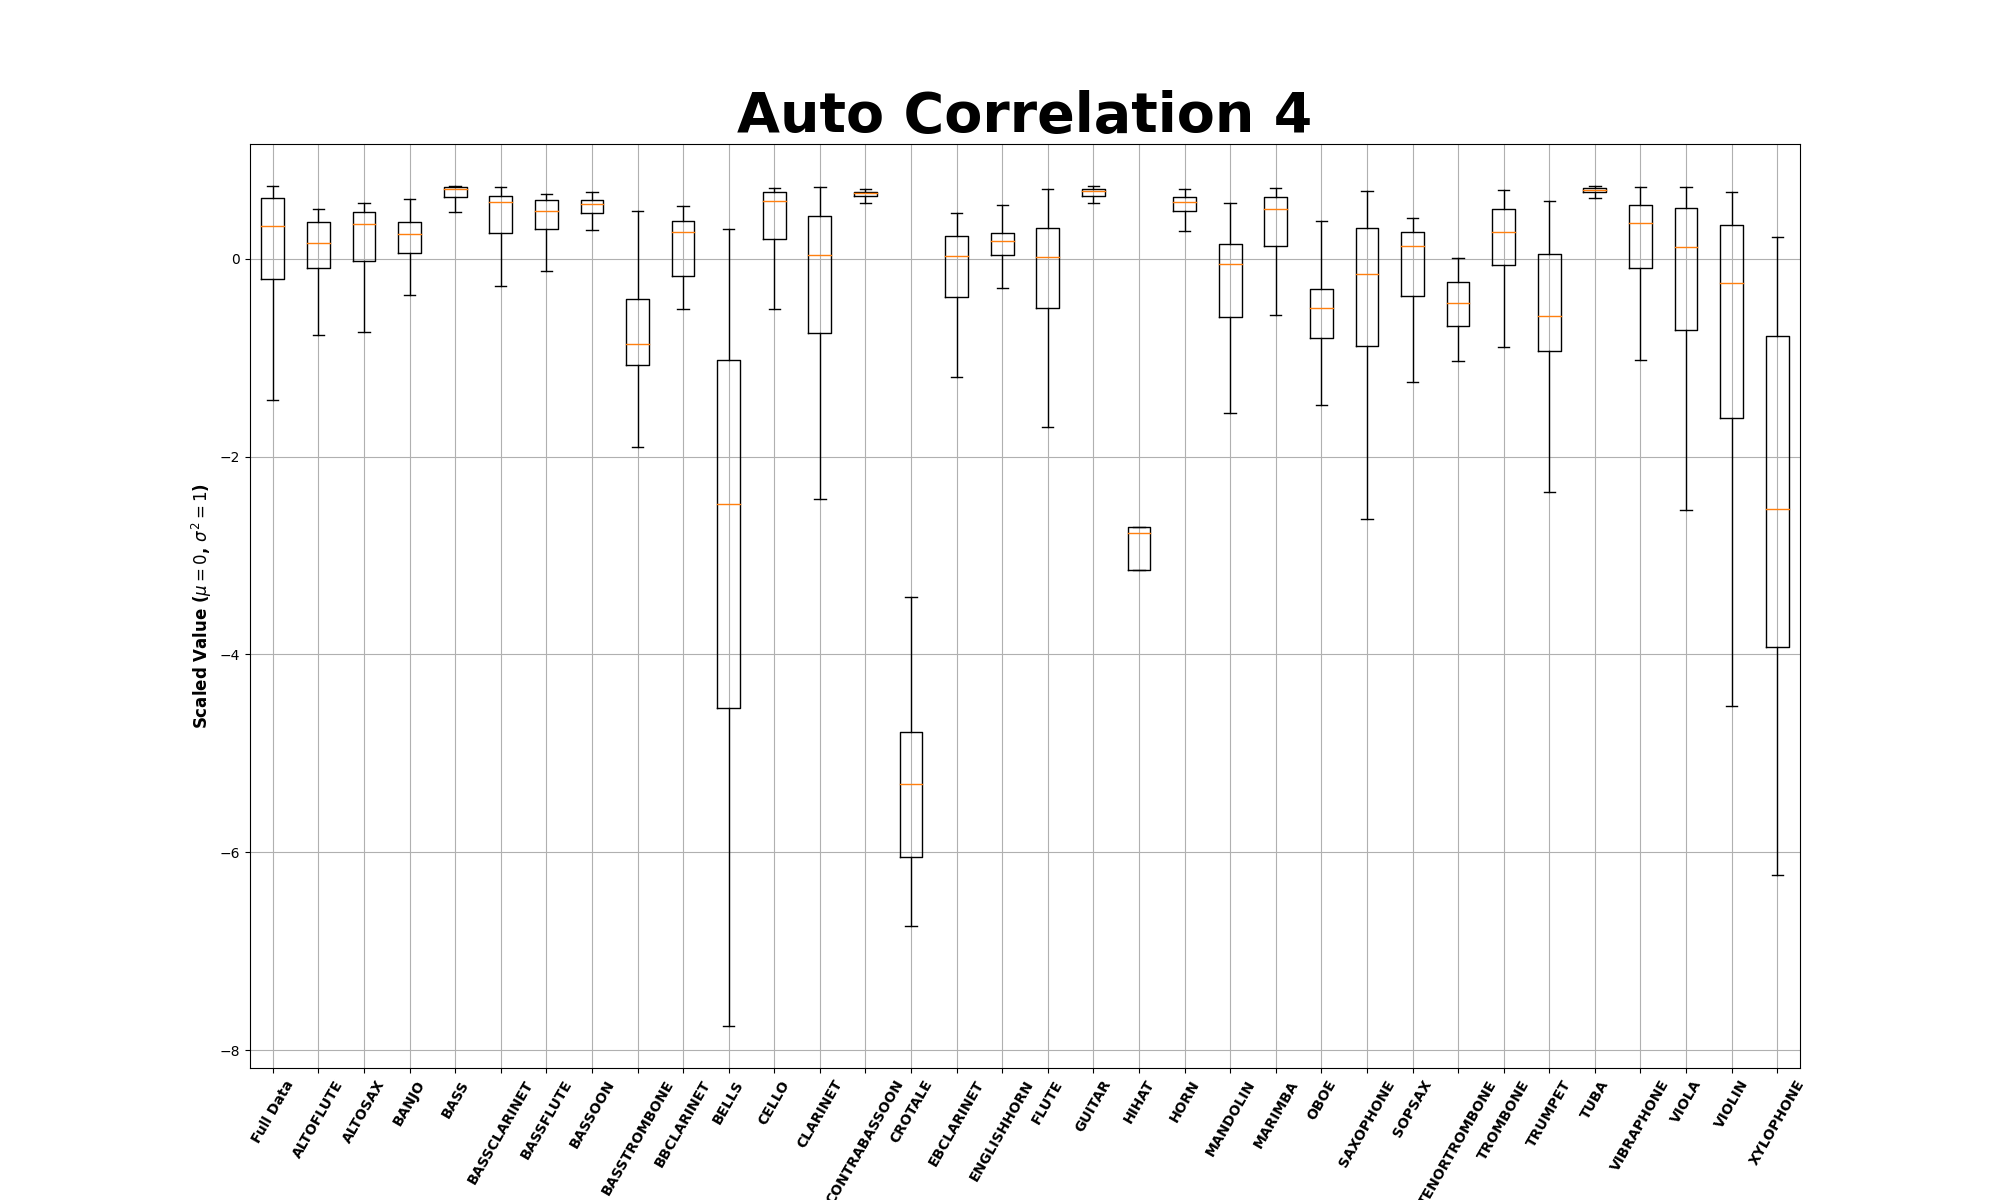 Auto Correlation 4
Scaled Value (μ = 0, σ² = 1)
0
−2
−4
−6
−8
Full Data
ALTOFLUTE
ALTOSAX
BANJO
BASS
BASSCLARINET
BASSFLUTE
BASSOON
BASSTROMBONE
BBCLARINET
BELLS
CELLO
CLARINET
CONTRABASSOON
CROTALE
EBCLARINET
ENGLISHHORN
FLUTE
GUITAR
HIHAT
HORN
MANDOLIN
MARIMBA
OBOE
SAXOPHONE
SOPSAX
TENORTROMBONE
TROMBONE
TRUMPET
TUBA
VIBRAPHONE
VIOLA
VIOLIN
XYLOPHONE